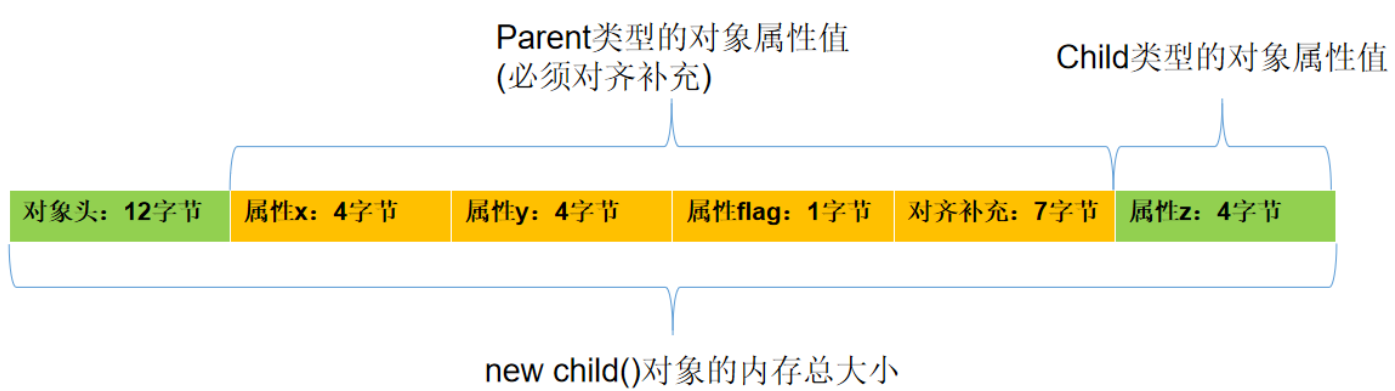 Parent类型的对象属性值
(必须对齐补充)
Child类型的对象属性值
对象头：12字节
属性x：4字节
属性y：4字节
属性flag：1字节
对齐补充：7字节
属性z：4字节
new child()对象的内存总大小